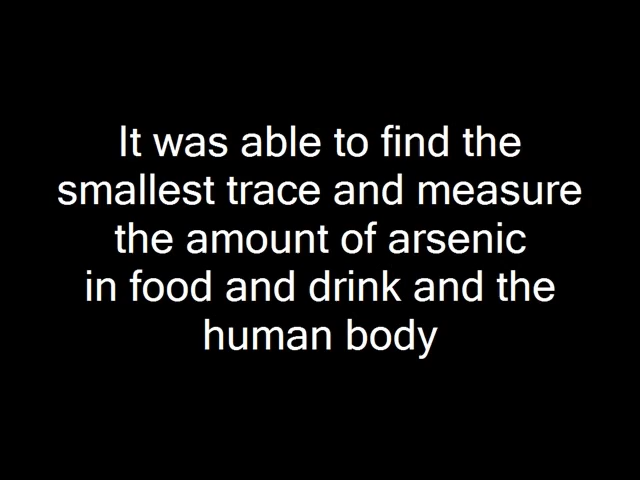 It was able to find the
smallest trace and measure
the amount of arsenic
in food and drink and the
human body